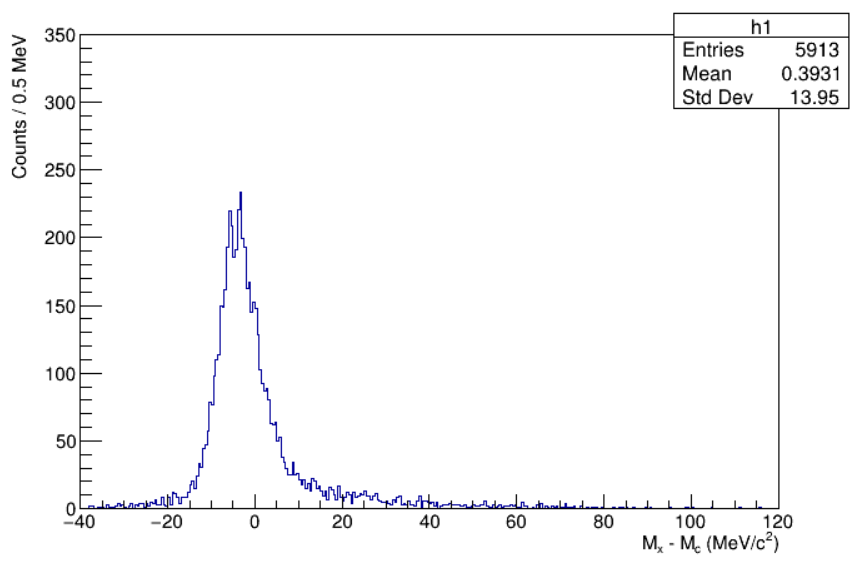 h1
Entries 5913
Mean 0.3931
Std Dev 13.95
Counts / 0.5 MeV
350
300
250
200
150
100
50
0
−40 −20 0 20 40 60 80 100 120
Mₓ - M_c (MeV/c²)